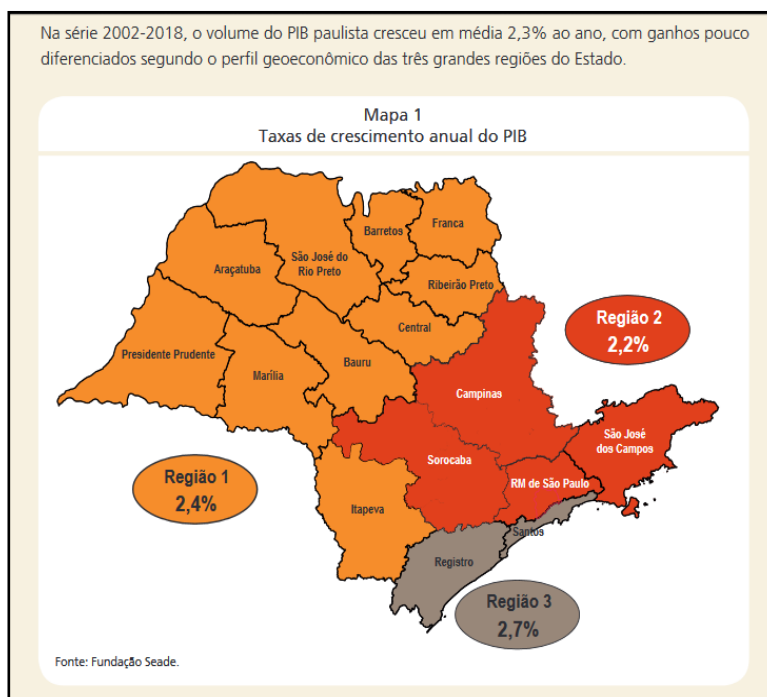 Na série 2002-2018, o volume do PIB paulista cresceu em média 2,3% ao ano, com ganhos pouco
diferenciados segundo o perfil geoeconômico das três grandes regiões do Estado.
Mapa 1
Taxas de crescimento anual do PIB
Barretos
Franca
São José do
Rio Preto
Araçatuba
Ribeirão Preto
Central
Região 2
2,2%
Presidente Prudente
Marília
Bauru
Campinas
São José
dos Campos
Sorocaba
RM de São Paulo
Região 1
2,4%
Itapeva
Santos
Registro
Região 3
2,7%
Fonte: Fundação Seade.